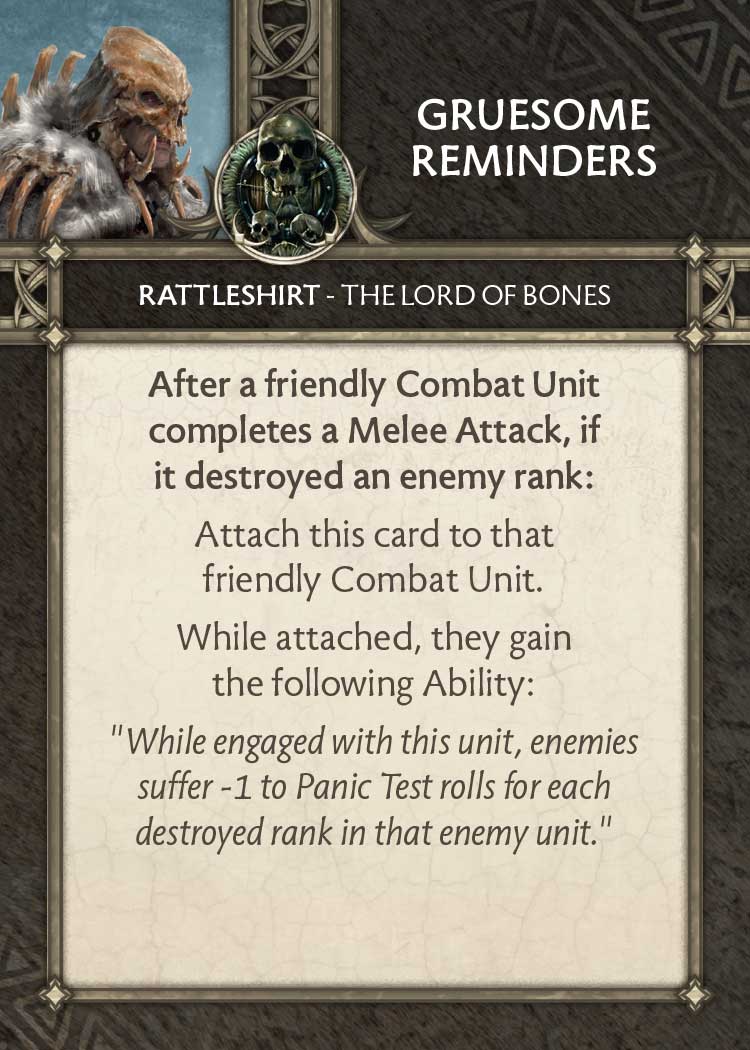 GRUESOME
REMINDERS
RATTLESHIRT - THE LORD OF BONES
After a friendly Combat Unit
completes a Melee Attack, if
it destroyed an enemy rank:
Attach this card to that
friendly Combat Unit.
While attached, they gain
the following Ability:
"While engaged with this unit, enemies
suffer -1 to Panic Test rolls for each
destroyed rank in that enemy unit."